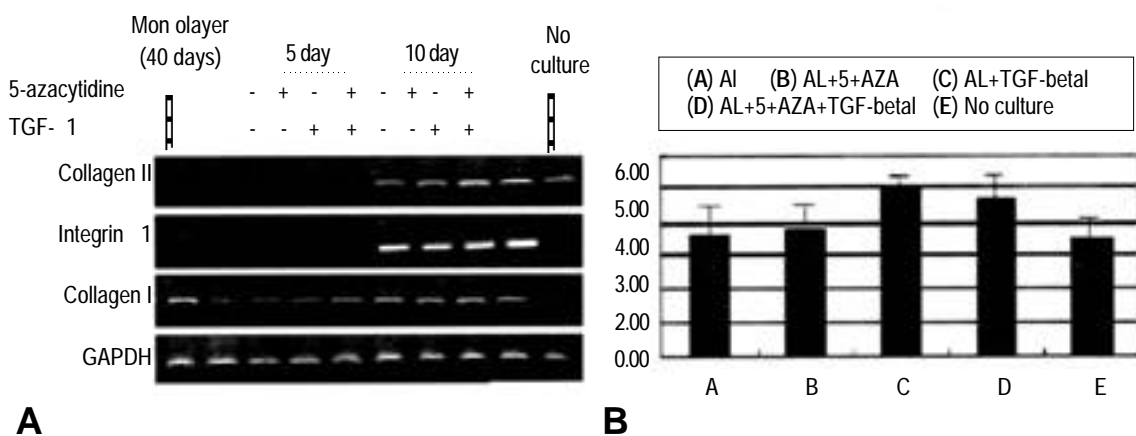 Mon olayer
(40 days)
5 day
10 day
No
culture
5-azacytidine - + - + - + - +
TGF- 1 - - + + - - + +
Collagen II
Integrin 1
Collagen I
GAPDH
A
(A) Al (B) AL+5+AZA (C) AL+TGF-betal
(D) AL+5+AZA+TGF-betal (E) No culture
6.00
5.00
4.00
3.00
2.00
0.00
A B C D E
B